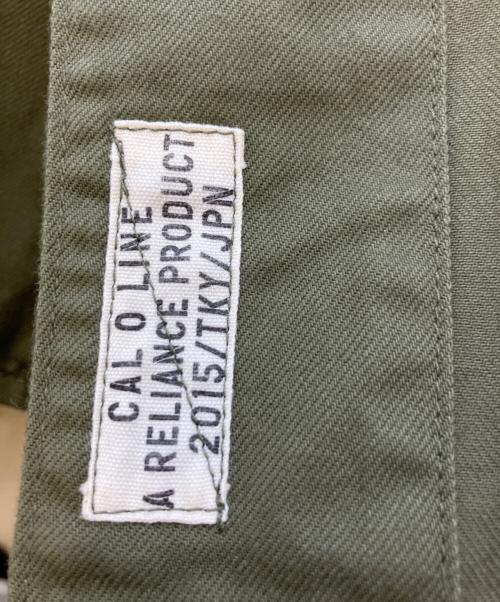 CAL O LINE
A RELIANCE PRODUCT
2015/TKY/JPN